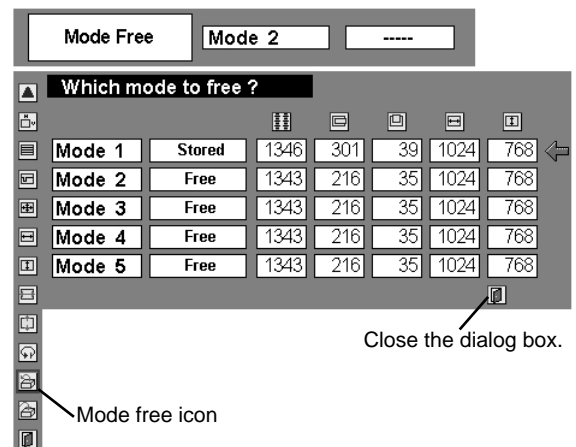 Mode Free Mode 2 -----
Which mode to free ?
Mode 1 Stored 1346 301 39 1024 768
Mode 2 Free 1343 216 35 1024 768
Mode 3 Free 1343 216 35 1024 768
Mode 4 Free 1343 216 35 1024 768
Mode 5 Free 1343 216 35 1024 768
Close the dialog box.
Mode free icon